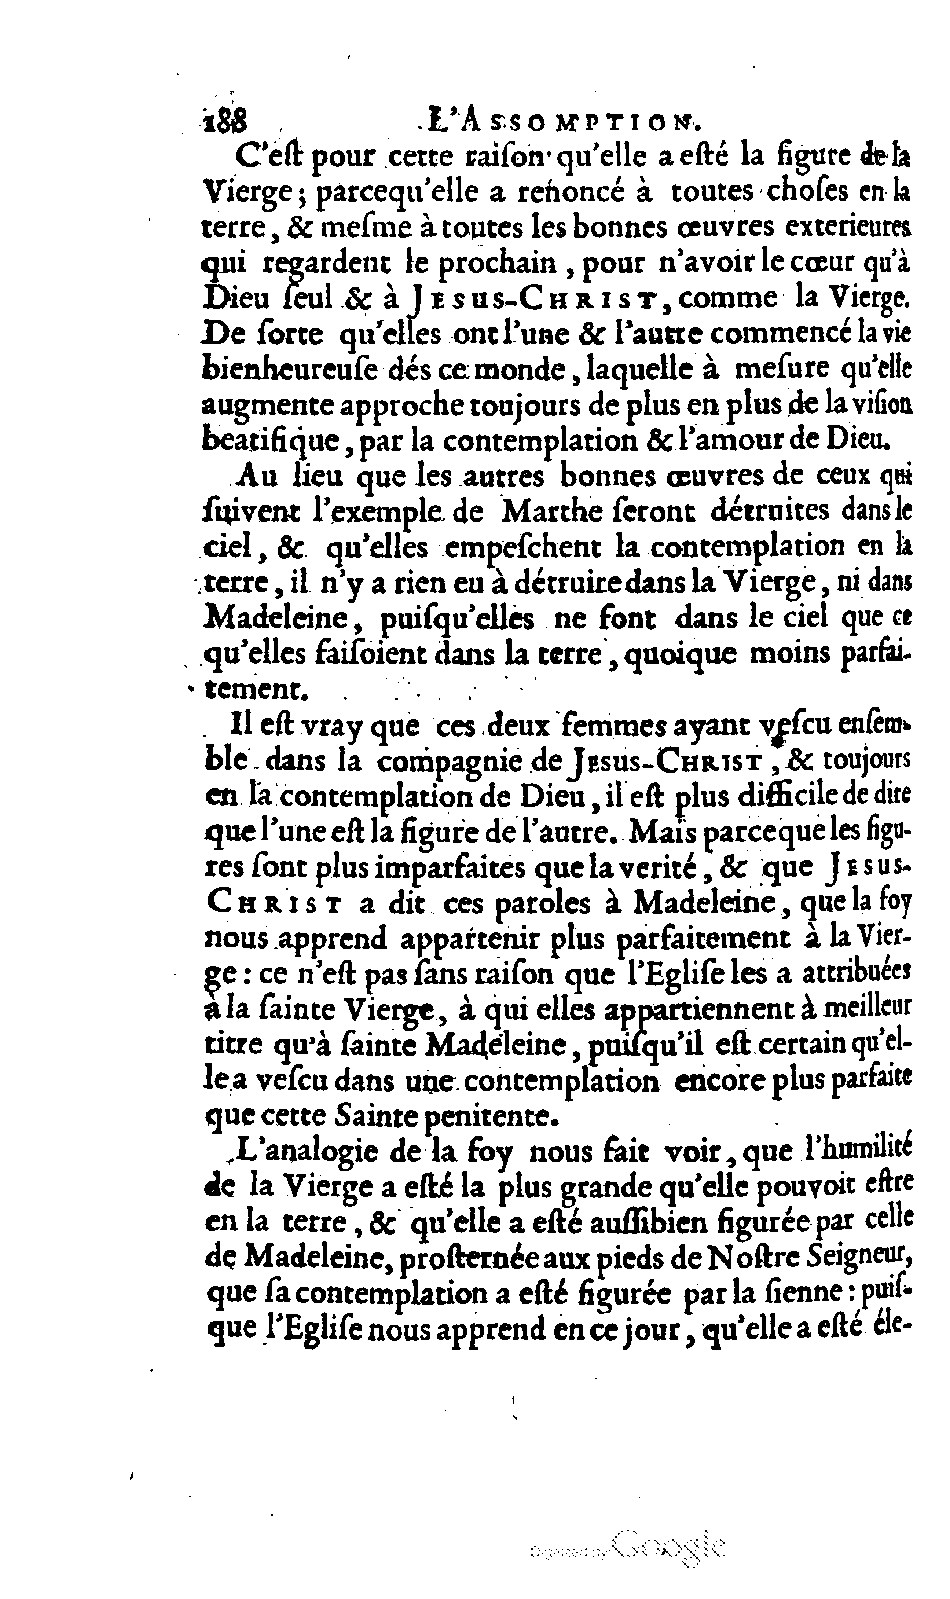 188 L'ASSOMPTION.
C'eſt pour cette raiſon qu'elle a eſté la figure de la
Vierge; parcequ'elle a renoncé à toutes choſes en la
terre, & meſme à toutes les bonnes œuvres exterieures
qui regardent le prochain, pour n'avoir le cœur qu'à
Dieu ſeul & à JESUS-CHRIST, comme la Vierge.
De ſorte qu'elles ont l'une & l'autre commencé la vie
bienheureuſe dés ce monde, laquelle à meſure qu'elle
augmente approche toujours de plus en plus de la viſion
beatifique, par la contemplation & l'amour de Dieu.
Au lieu que les autres bonnes œuvres de ceux qui
ſuivent l'exemple de Marthe ſeront détruites dans le
ciel, & qu'elles empeſchent la contemplation en la
terre, il n'y a rien eu à détruire dans la Vierge, ni dans
Madeleine, puiſqu'elles ne font dans le ciel que ce
qu'elles faiſoient dans la terre, quoique moins parfai-
tement.
Il eſt vray que ces deux femmes ayant veſcu enſem-
ble dans la compagnie de JESUS-CHRIST, & toujours
en la contemplation de Dieu, il eſt plus difficile de dire
que l'une eſt la figure de l'autre. Mais parceque les figu-
res ſont plus imparfaites que la verité, & que JESUS-
CHRIST a dit ces paroles à Madeleine, que la foy
nous apprend appartenir plus parfaitement à la Vier-
ge: ce n'eſt pas ſans raiſon que l'Egliſe les a attribuées
à la ſainte Vierge, à qui elles appartiennent à meilleur
titre qu'à ſainte Madeleine, puiſqu'il eſt certain qu'el-
le a veſcu dans une contemplation encore plus parfaite
que cette Sainte penitente.
L'analogie de la foy nous fait voir, que l'humilité
de la Vierge a eſté la plus grande qu'elle pouvoit eſtre
en la terre, & qu'elle a eſté auſſibien figurée par celle
de Madeleine, proſternée aux pieds de Noſtre Seigneur,
que ſa contemplation a eſté figurée par la ſienne: puiſ-
que l'Egliſe nous apprend en ce jour, qu'elle a eſté éle-
Digitized by Google